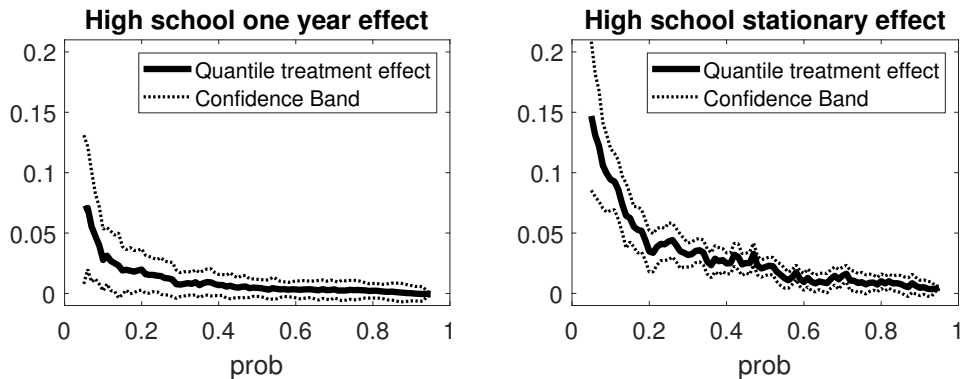 High school one year effect
0.2
0.15
0.1
0.05
0
Quantile treatment effect
Confidence Band
0 0.2 0.4 0.6 0.8 1
prob
High school stationary effect
0.2
0.15
0.1
0.05
0
Quantile treatment effect
Confidence Band
0 0.2 0.4 0.6 0.8 1
prob